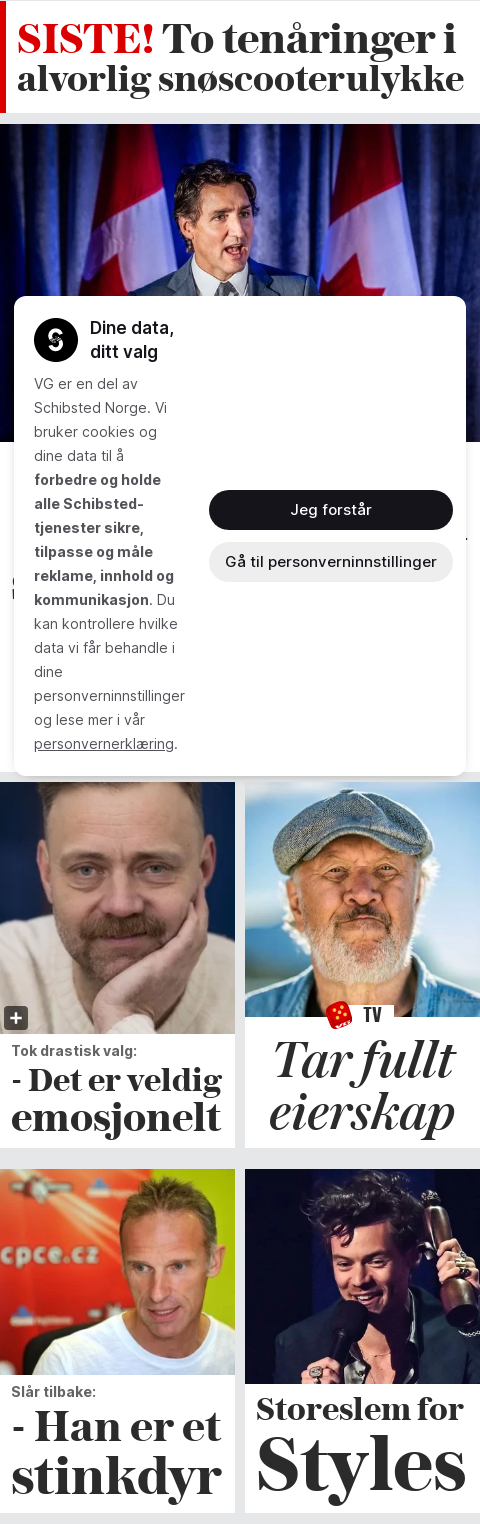 SISTE! To tenåringer i
alvorlig snøscooterulykke
Dine data,
ditt valg
VG er en del av
Schibsted Norge. Vi
bruker cookies og
dine data til å
forbedre og holde
alle Schibsted-
tjenester sikre,
tilpasse og måle
reklame, innhold og
kommunikasjon. Du
kan kontrollere hvilke
data vi får behandle i
dine
personverninnstillinger
og lese mer i vår
personvernerklæring.
Jeg forstår
Gå til personverninnstillinger
Tok drastisk valg:
- Det er veldig
emosjonelt
TV
Tar fullt
eierskap
cpce.cz
Slår tilbake:
- Han er et
stinkdyr
Storeslem for
Styles